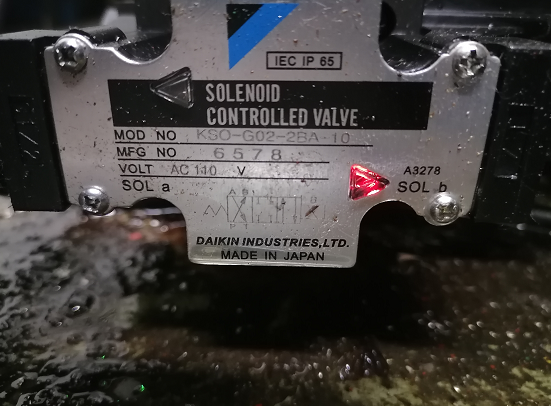 IEC IP 65
SOLENOID
CONTROLLED VALVE
MOD NO KSO-G02-2BA-10
MFG NO 6578
VOLT AC 110 V
A3278
SOL a SOL b
A B
DAIKIN INDUSTRIES,LTD.
MADE IN JAPAN